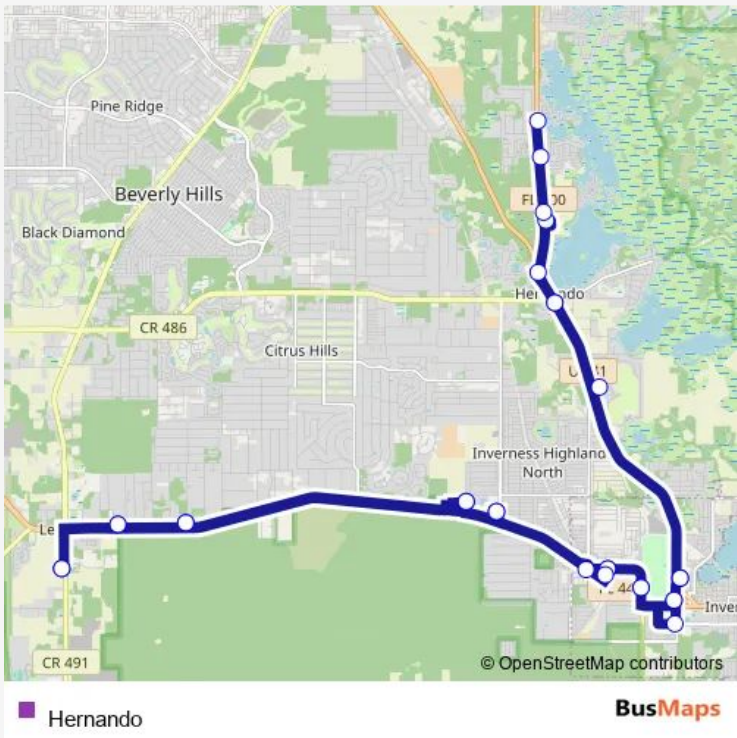 Pine Ridge
Beverly Hills
Black Diamond
CR 486
Citrus Hills
Inverness Highland
North
CR 491
© OpenStreetMap contributors
Hernando
BusMaps